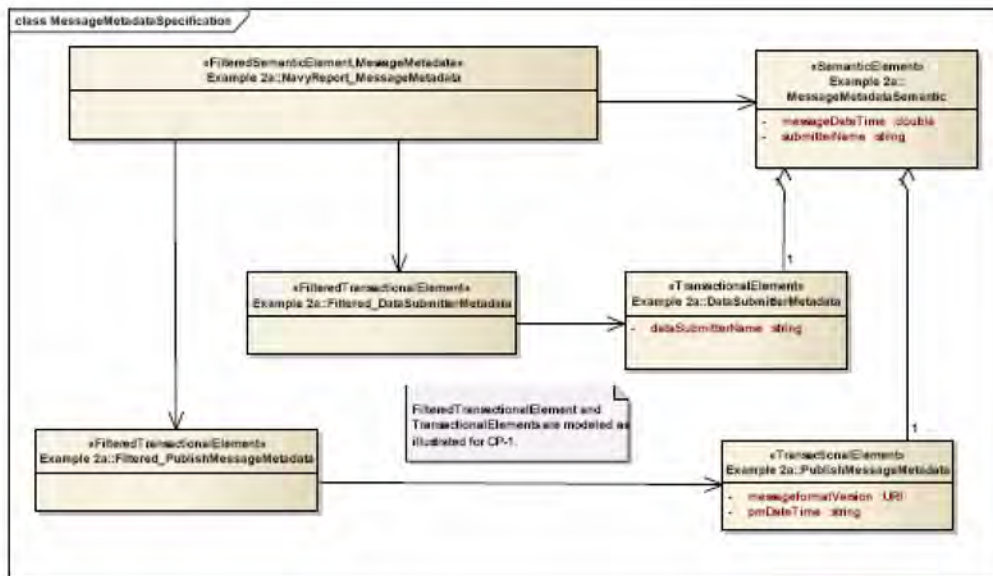 class MessageMetadataSpecification
«FilteredSemanticElement,MessageMetadata»
Example 2a::NavyReport_MessageMetadata
«SemanticElement»
Example 2a::
MessageMetadataSemantic
- messageDateTime :double
- submitterName :string
«FilteredTransactionalElement»
Example 2a::Filtered_DataSubmitterMetadata
1
«TransactionalElement»
Example 2a::DataSubmitterMetadata
- dataSubmitterName :string
FilteredTransactionalElement and
TransactionalElements are modeled as
illustrated for CP-1.
«FilteredTransactionalElement»
Example 2a::Filtered_PublishMessageMetadata
1
«TransactionalElement»
Example 2a::PublishMessageMetadata
- messageformatVersion :URI
- pmDateTime :string